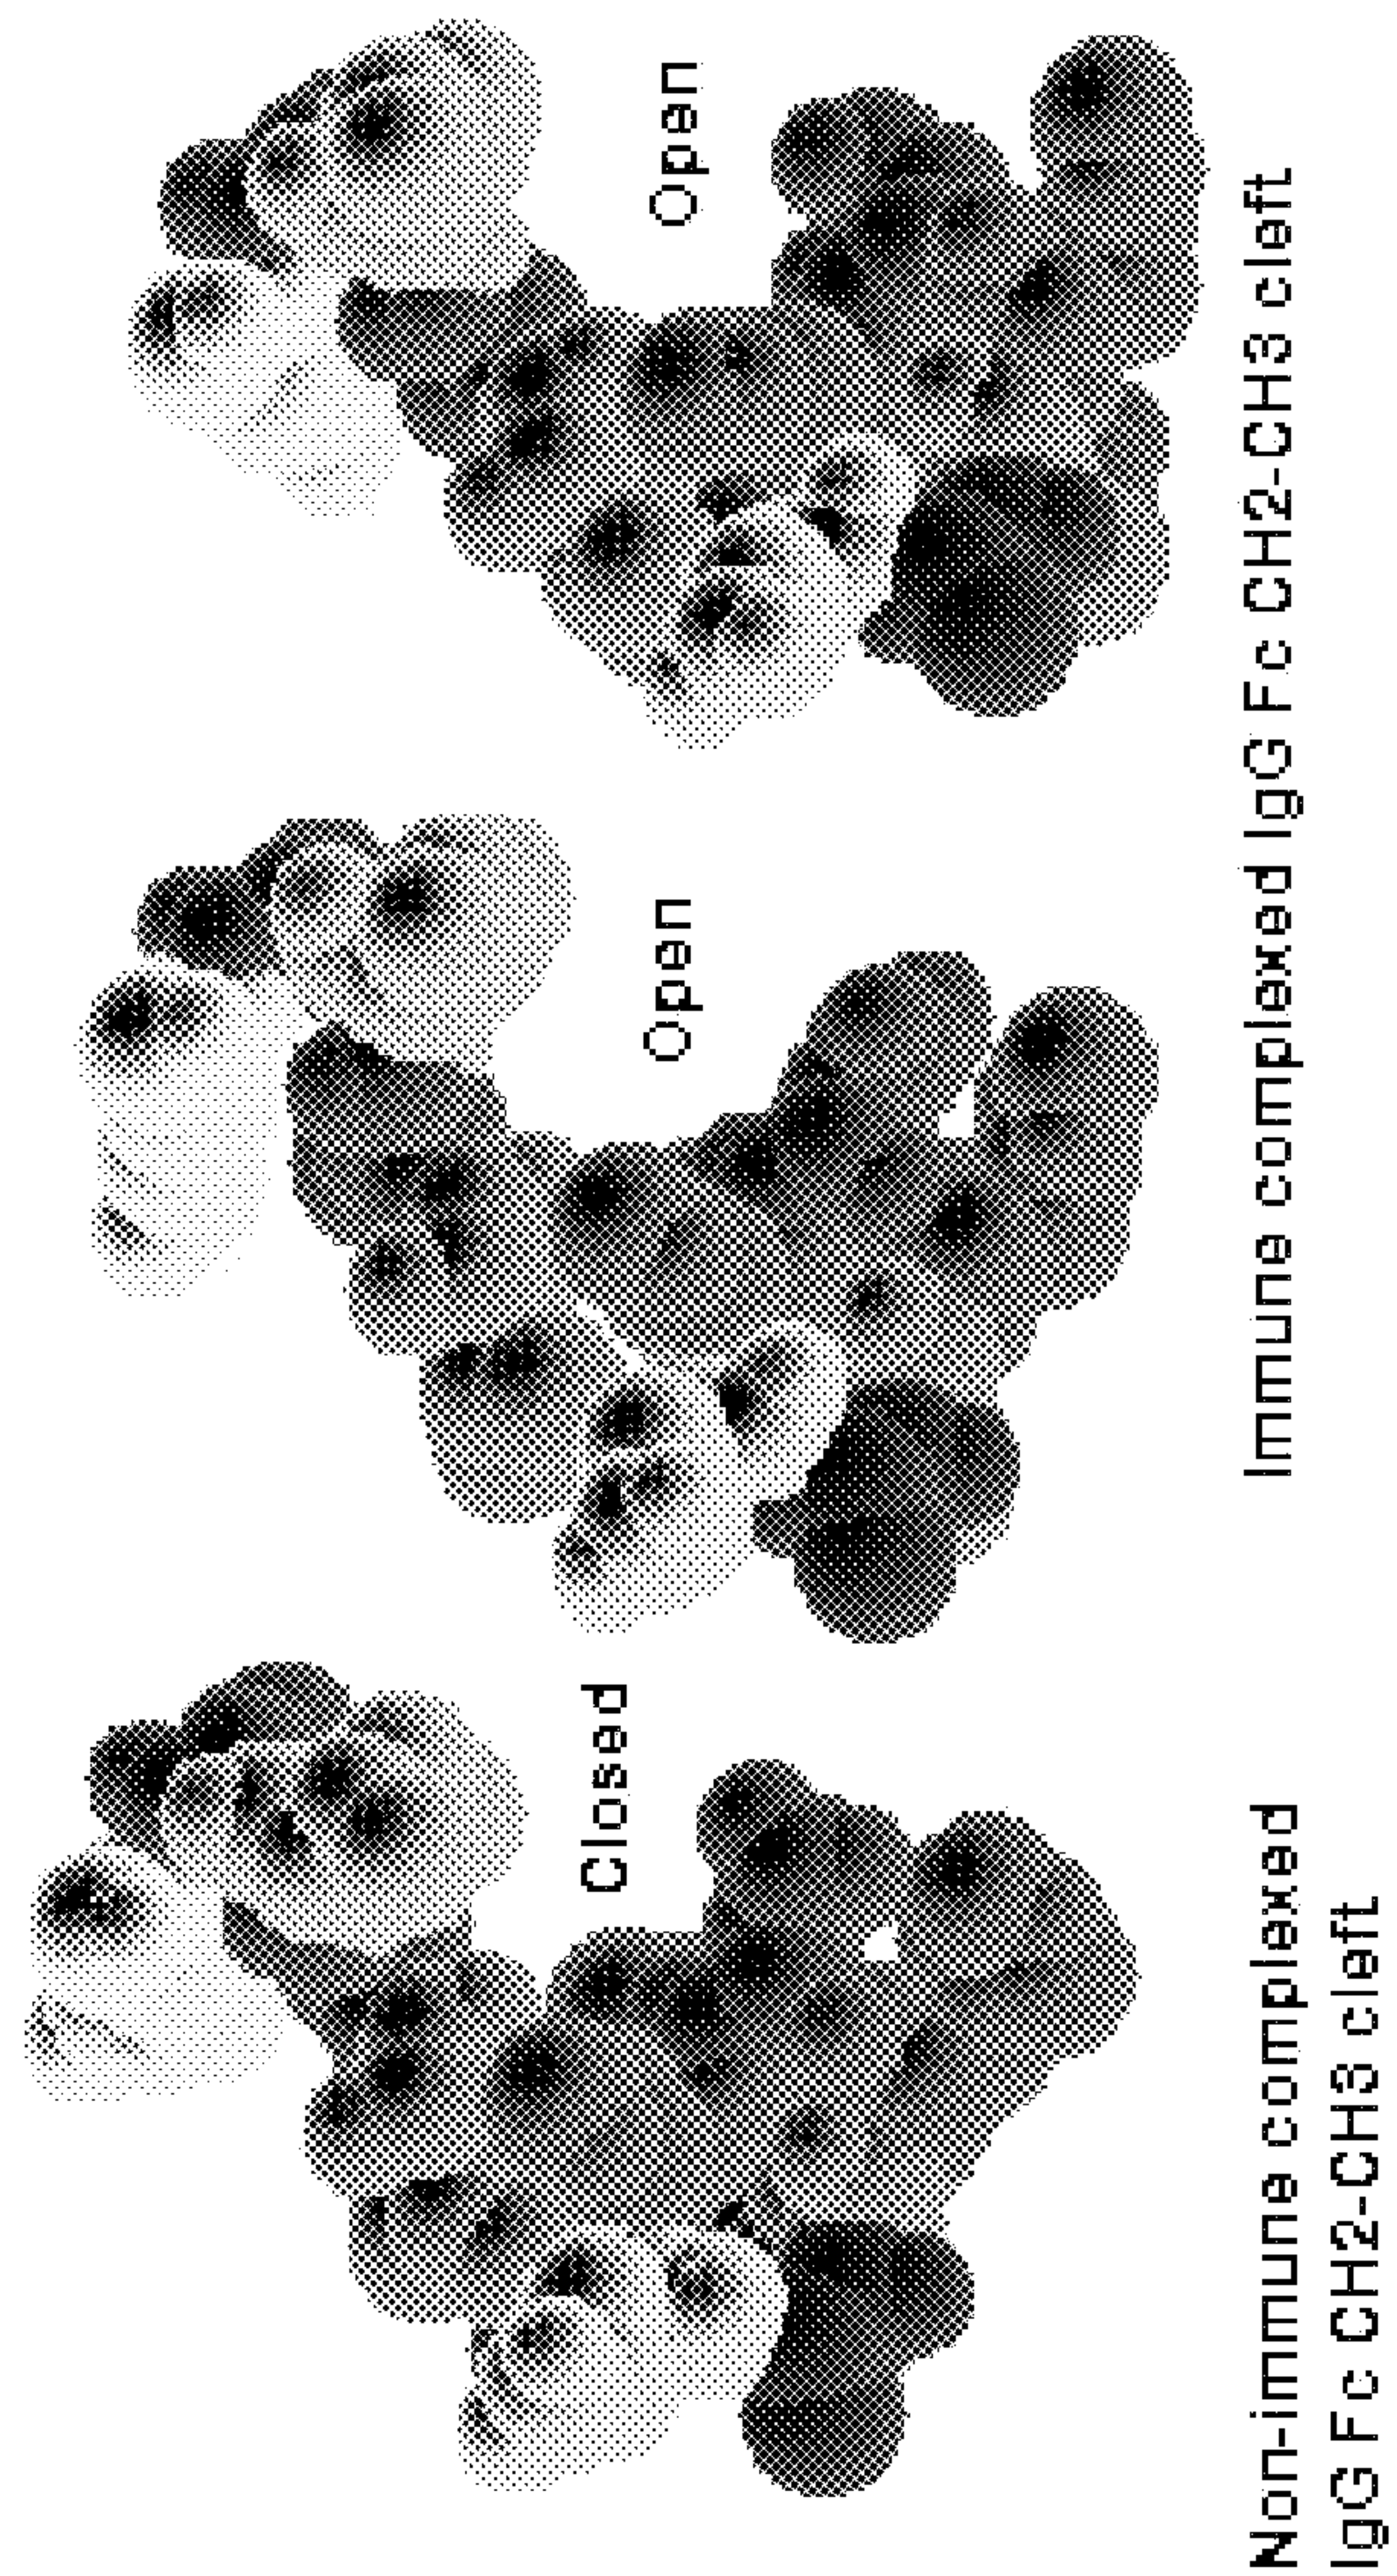 Closed
Open
Open
Non-immune complexed
IgG Fc CH2-CH3 cleft
Immune complexed IgG Fc CH2-CH3 cleft